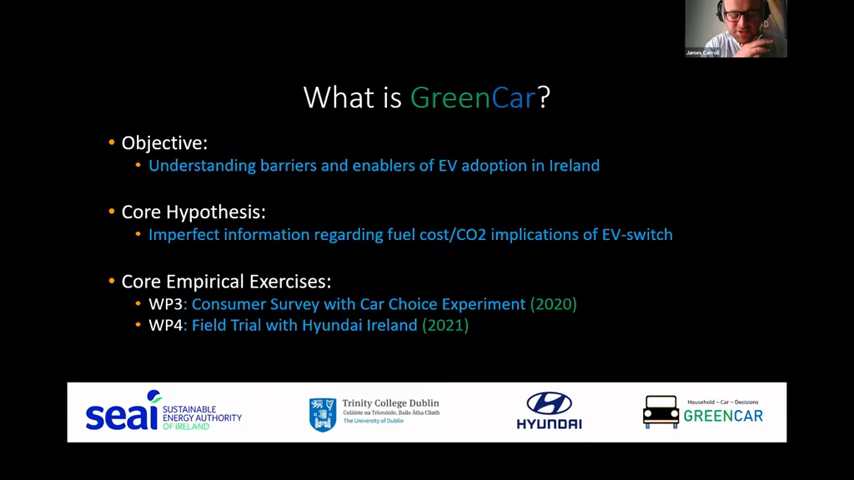 James Carroll
What is GreenCar?
• Objective:
• Understanding barriers and enablers of EV adoption in Ireland
• Core Hypothesis:
• Imperfect information regarding fuel cost/CO2 implications of EV-switch
• Core Empirical Exercises:
• WP3: Consumer Survey with Car Choice Experiment (2020)
• WP4: Field Trial with Hyundai Ireland (2021)
seai
SUSTAINABLE
ENERGY AUTHORITY
OF IRELAND
Trinity College Dublin
Coláiste na Tríonóide, Baile Átha Cliath
The University of Dublin
HYUNDAI
Household – Car – Decisions
GREENCAR